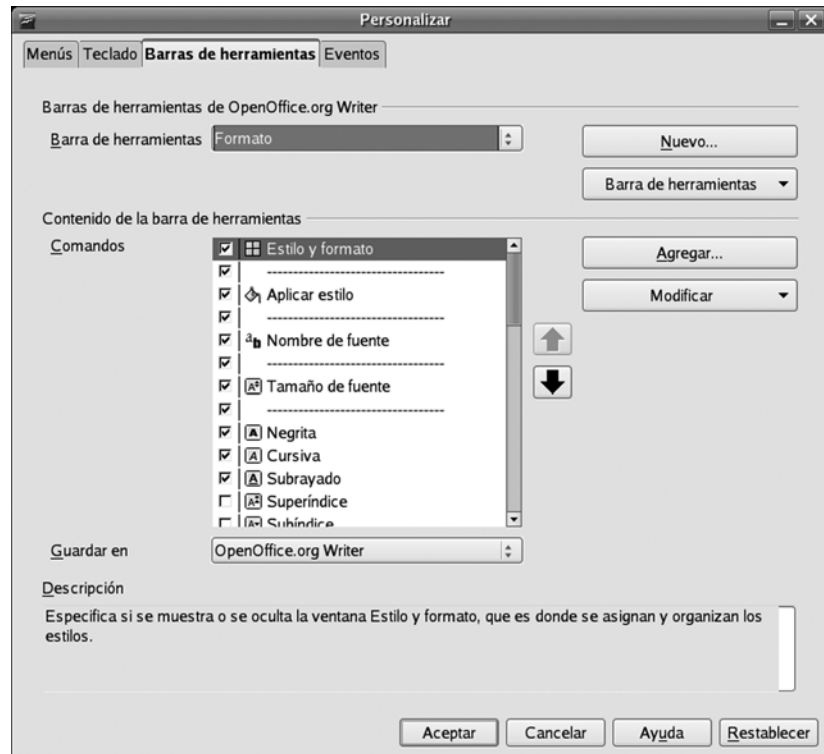 Personalizar
Menús Teclado Barras de herramientas Eventos
Barras de herramientas de OpenOffice.org Writer
Barra de herramientas Formato Nuevo...
Barra de herramientas
Contenido de la barra de herramientas
Comandos Estilo y formato Agregar...
-----------------------------------
Aplicar estilo Modificar
-----------------------------------
Nombre de fuente
-----------------------------------
Tamaño de fuente
-----------------------------------
Negrita
Cursiva
Subrayado
Superíndice
Subíndice
Guardar en OpenOffice.org Writer
Descripción
Especifica si se muestra o se oculta la ventana Estilo y formato, que es donde se asignan y organizan los
estilos.
Aceptar Cancelar Ayuda Restablecer